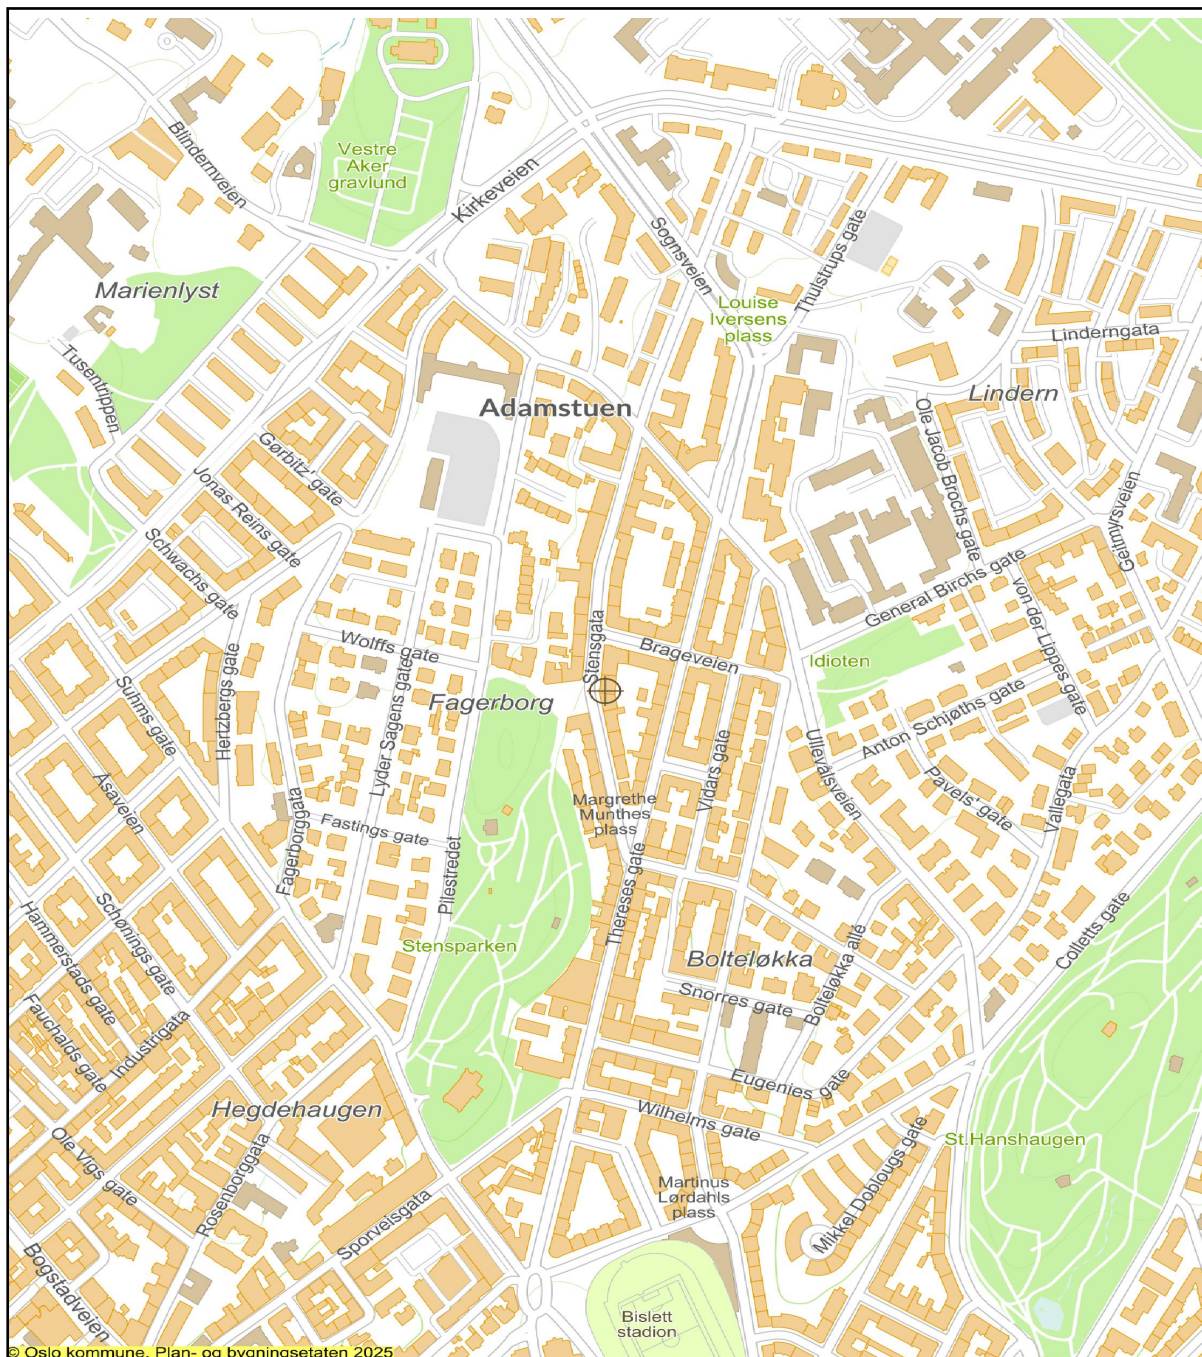 Vestre
Aker
gravlund
Blindernveien
Kirkeveien
Sognsveien
Thulstrups gate
Marienlyst
Louise
Iversens
plass
Linderngata
Tusentrippen
Lindern
Adamstuen
Ole Jacob Brochs gate
Gørbitz' gate
Jonas Reins gate
Geitmyrsveien
Schwachs gate
General Birchs gate
von der Lippes gate
Stensgata
Wolffs gate
Brageveien
Idioten
Hertzbergs gate
Suhms gate
Lyder Sagens gate
Fagerborg
Anton Schjøths gate
Ullevålsveien
Vidars gate
Åsaveien
Margrethe
Munthes
plass
Pavels' gate
Vallegata
Fastings gate
Fagerborggata
Pilestredet
Thereses gate
Schønings gate
Hammerstads gate
Stensparken
Colletts gate
Bolteløkka
Snorres gate
Bolteløkka allé
Fauchalds gate
Industrigata
Eugenies gate
Hegdehaugen
Wilhelms gate
St.Hanshaugen
Ole Vigs gate
Rosenborggata
Martinus
Lørdahls
plass
Mikkel Doblougs gate
Sporveisgata
Bogstadveien
Bislett
stadion
© Oslo kommune, Plan- og bygningsetaten 2025